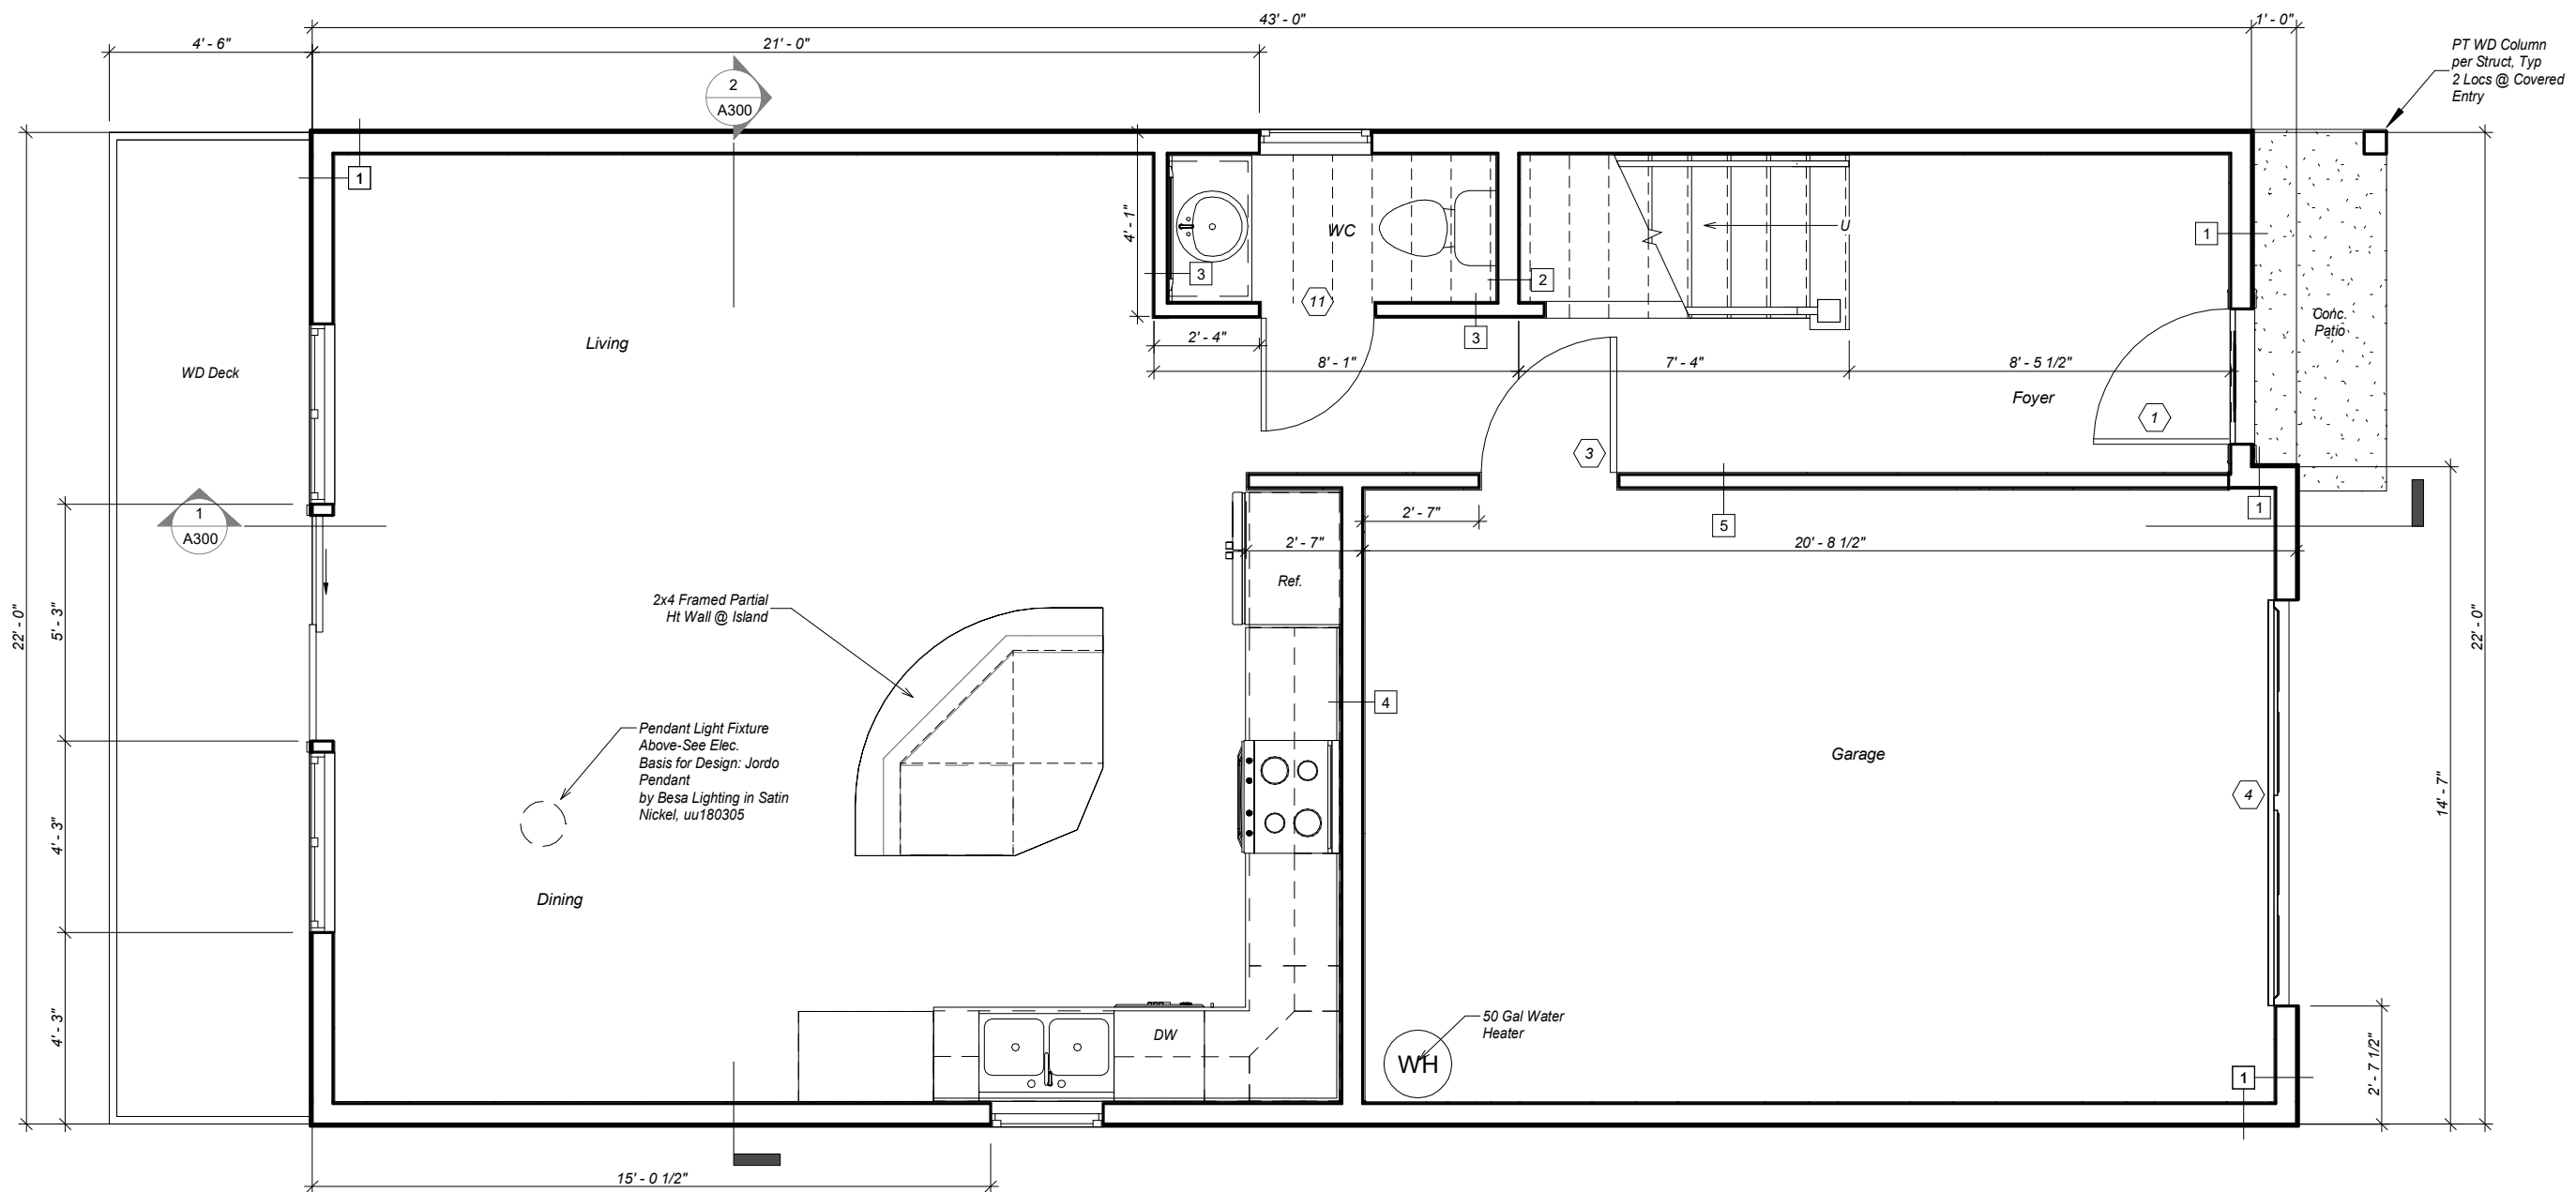 43' - 0"
1' - 0"
4' - 6"
21' - 0"
PT WD Column
per Struct, Typ
2 Locs @ Covered
Entry
2
A300
1
4' - 1"
WC
U
1
3
2
11
Conc.
Patio
Living
2' - 4"
3
8' - 1"
7' - 4"
8' - 5 1/2"
WD Deck
Foyer
1
3
1
A300
2' - 7"
5
1
2' - 7"
20' - 8 1/2"
Ref.
22' - 0"
5' - 3"
2x4 Framed Partial
Ht Wall @ Island
22' - 0"
4
Pendant Light Fixture
Above-See Elec.
Basis for Design: Jordo
Pendant
by Besa Lighting in Satin
Nickel, uu180305
Garage
4
14' - 7"
4' - 3"
Dining
4' - 3"
DW
50 Gal Water
Heater
WH
2' - 7 1/2"
1
15' - 0 1/2"